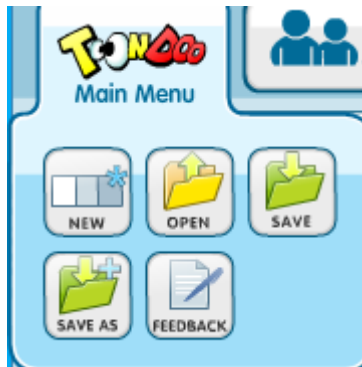 TOONDOO
Main Menu
NEW
OPEN
SAVE
SAVE AS
FEEDBACK